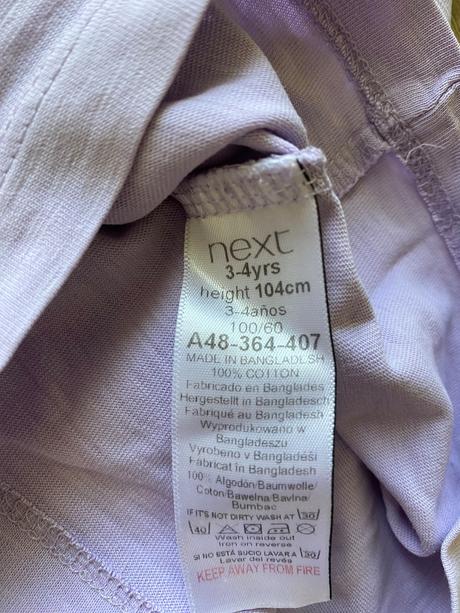 next
3-4yrs
height 104cm
3-4años
100/60
A48-364-407
MADE IN BANGLADESH
100% COTTON
Fabricado en Bangladés
Hergestellt in Bangladesch
Fabriqué au Bangladesh
Wyprodukowano w
Bangladeszu
Vyrobeno v Bangladéši
Fabricat în Bangladesh
100% Algodón/Baumwolle/
Coton/Bawełna/Bavlna/
Bumbac
IF IT'S NOT DIRTY WASH AT 30
40
Wash inside out
Iron on reverse
SI NO ESTÁ SUCIO LAVAR A 30
Lavar del revés
KEEP AWAY FROM FIRE